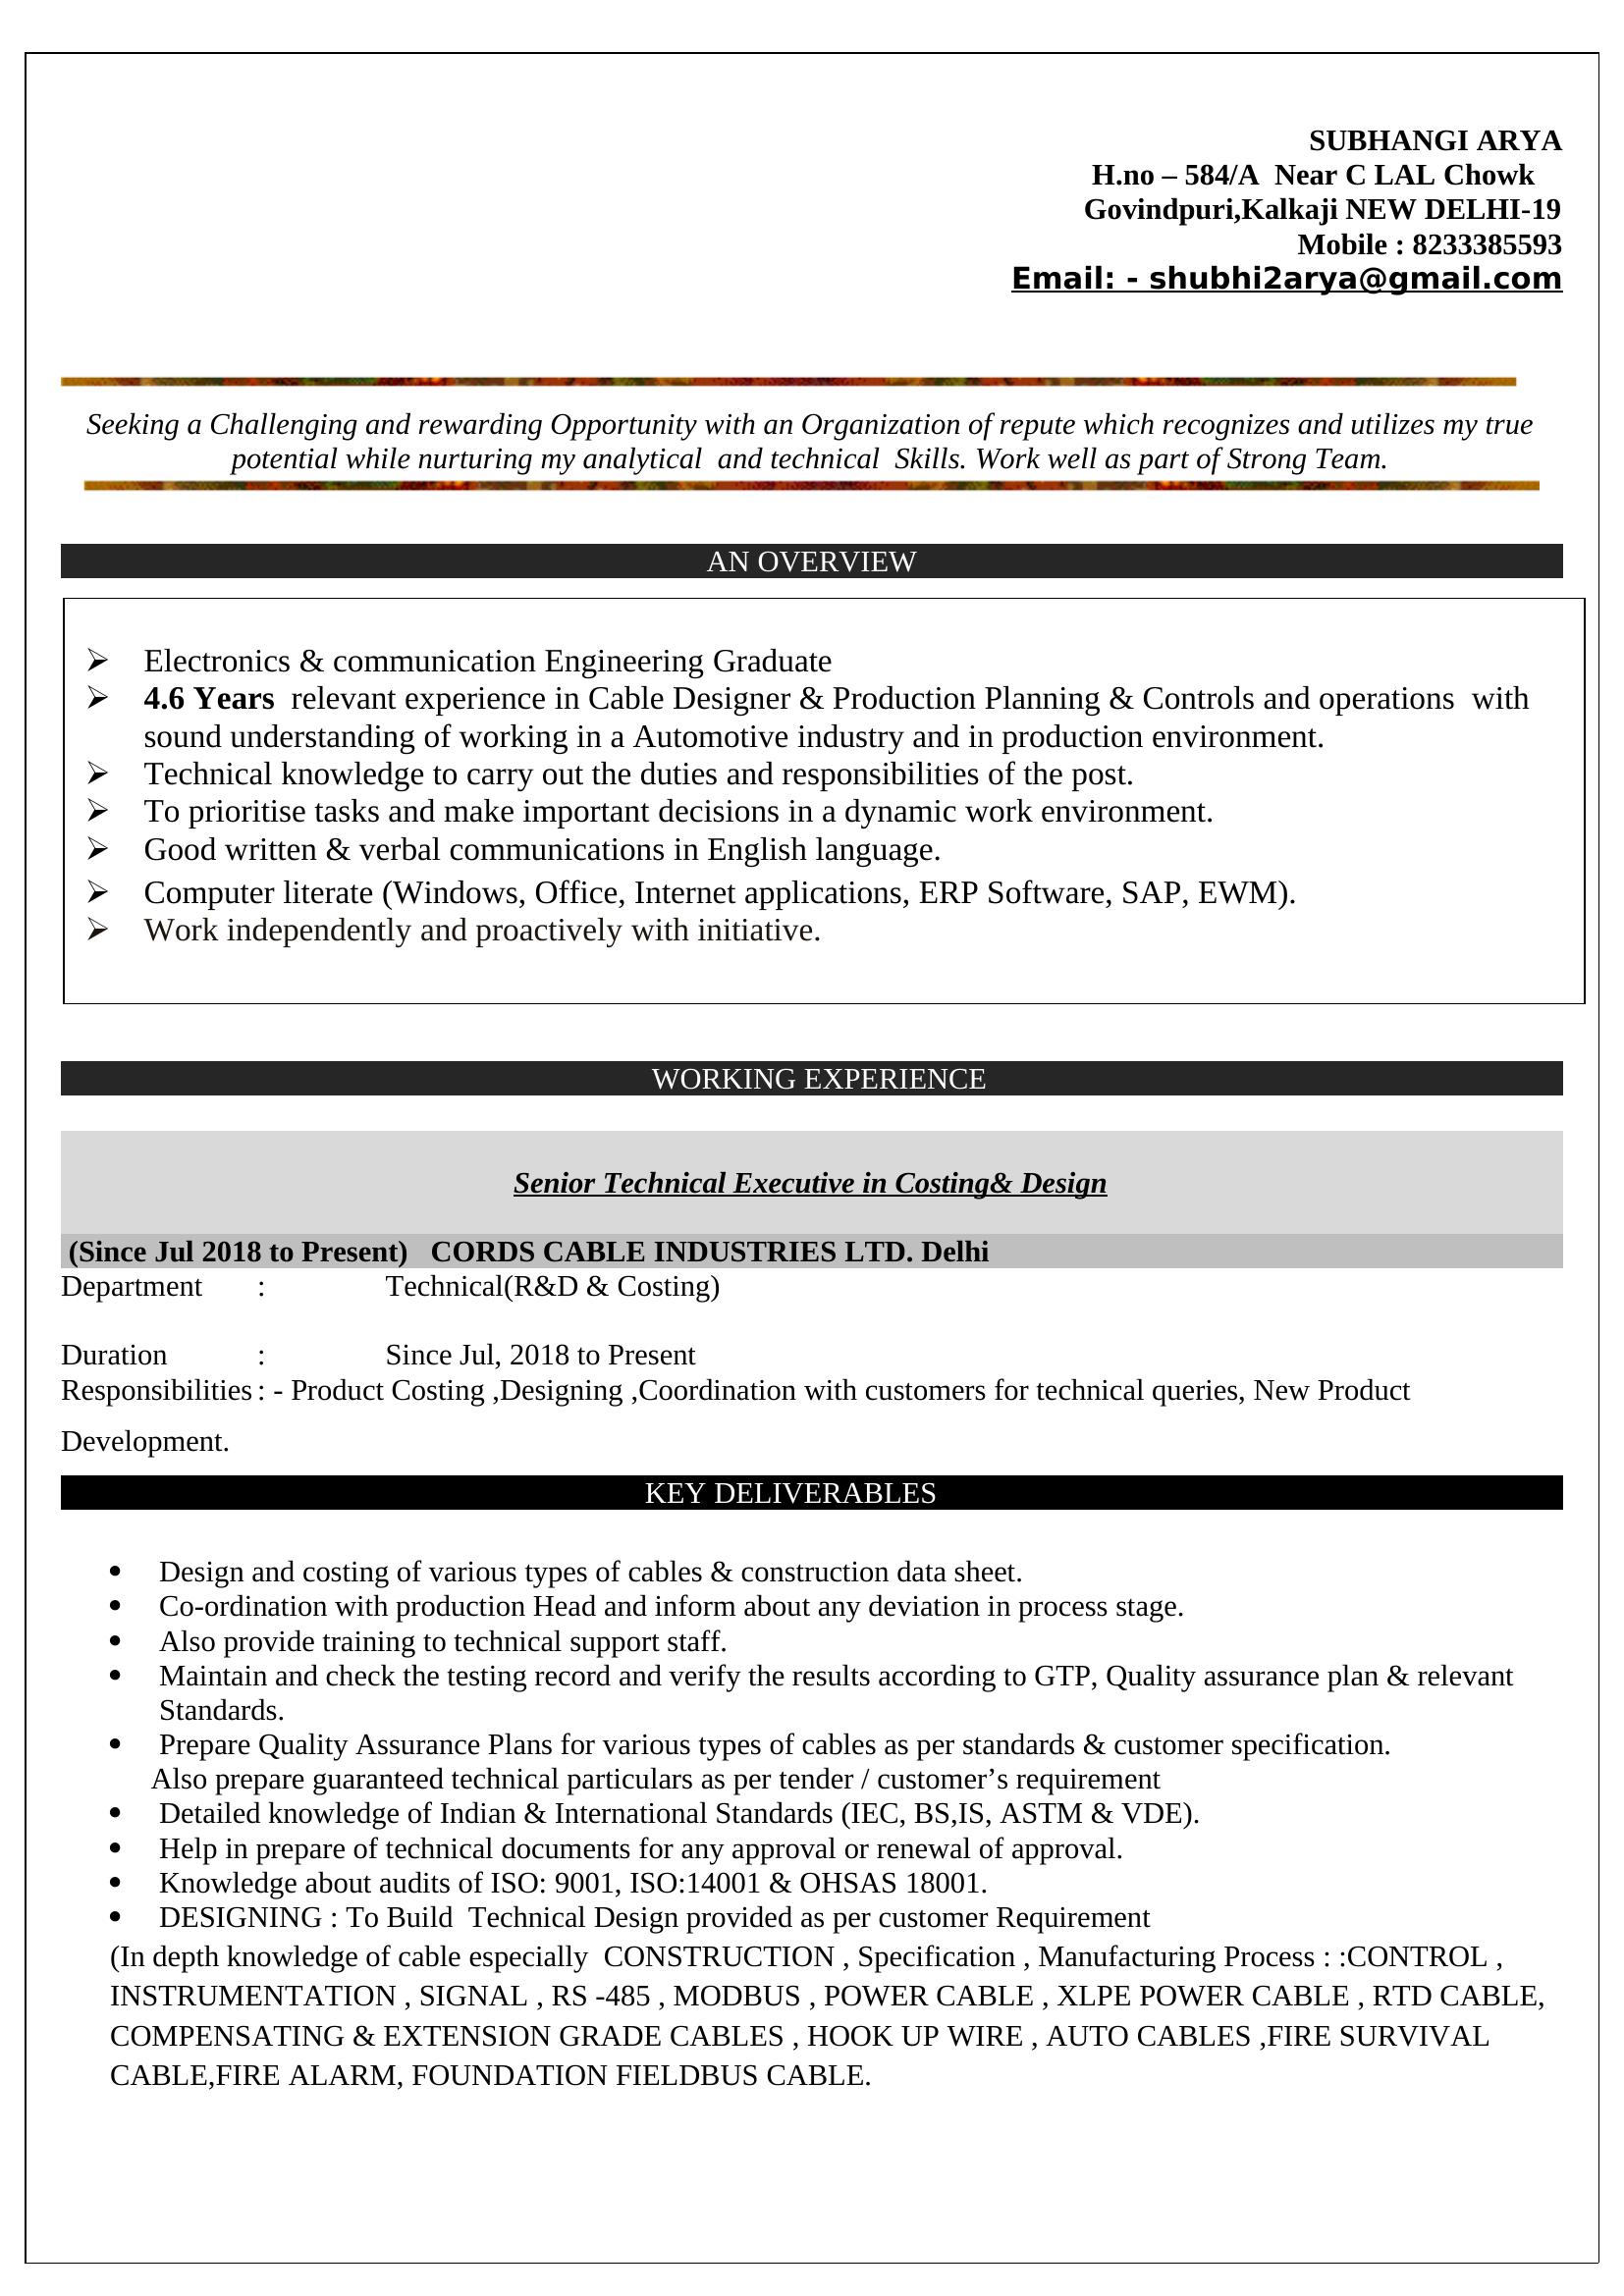 SUBHANGI ARYA
H.no – 584/A  Near C LAL Chowk
Govindpuri,Kalkaji NEW DELHI-19
Mobile : 8233385593
Email: - shubhi2arya@gmail.com
Seeking a Challenging and rewarding Opportunity with an Organization of repute which recognizes and utilizes my true
potential while nurturing my analytical  and technical  Skills. Work well as part of Strong Team.
AN OVERVIEW
➢ Electronics & communication Engineering Graduate
➢ 4.6 Years  relevant experience in Cable Designer & Production Planning & Controls and operations  with
sound understanding of working in a Automotive industry and in production environment.
➢ Technical knowledge to carry out the duties and responsibilities of the post.
➢ To prioritise tasks and make important decisions in a dynamic work environment.
➢ Good written & verbal communications in English language.
➢ Computer literate (Windows, Office, Internet applications, ERP Software, SAP, EWM).
➢ Work independently and proactively with initiative.
WORKING EXPERIENCE
Senior Technical Executive in Costing& Design
(Since Jul 2018 to Present)   CORDS CABLE INDUSTRIES LTD. Delhi
Department : Technical(R&D & Costing)
Duration : Since Jul, 2018 to Present
Responsibilities : - Product Costing ,Designing ,Coordination with customers for technical queries, New Product
Development.
KEY DELIVERABLES
• Design and costing of various types of cables & construction data sheet.
• Co-ordination with production Head and inform about any deviation in process stage.
• Also provide training to technical support staff.
• Maintain and check the testing record and verify the results according to GTP, Quality assurance plan & relevant
Standards.
• Prepare Quality Assurance Plans for various types of cables as per standards & customer specification.
Also prepare guaranteed technical particulars as per tender / customer’s requirement
• Detailed knowledge of Indian & International Standards (IEC, BS,IS, ASTM & VDE).
• Help in prepare of technical documents for any approval or renewal of approval.
• Knowledge about audits of ISO: 9001, ISO:14001 & OHSAS 18001.
• DESIGNING : To Build  Technical Design provided as per customer Requirement
(In depth knowledge of cable especially  CONSTRUCTION , Specification , Manufacturing Process : :CONTROL ,
INSTRUMENTATION , SIGNAL , RS -485 , MODBUS , POWER CABLE , XLPE POWER CABLE , RTD CABLE,
COMPENSATING & EXTENSION GRADE CABLES , HOOK UP WIRE , AUTO CABLES ,FIRE SURVIVAL
CABLE,FIRE ALARM, FOUNDATION FIELDBUS CABLE.